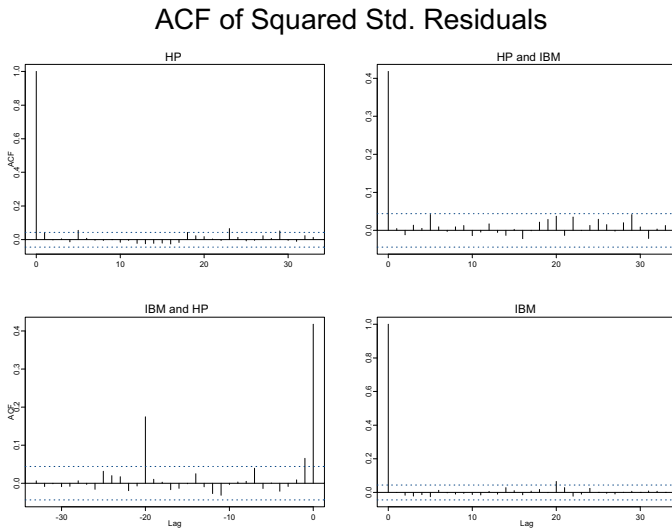 ACF of Squared Std. Residuals
HP
ACF
0.0 0.2 0.4 0.6 0.8 1.0
0 10 20 30
HP and IBM
0.0 0.1 0.2 0.3 0.4
0 10 20 30
IBM and HP
ACF
0.0 0.1 0.2 0.3 0.4
-30 -20 -10 0
Lag
IBM
0.0 0.2 0.4 0.6 0.8 1.0
0 10 20 30
Lag